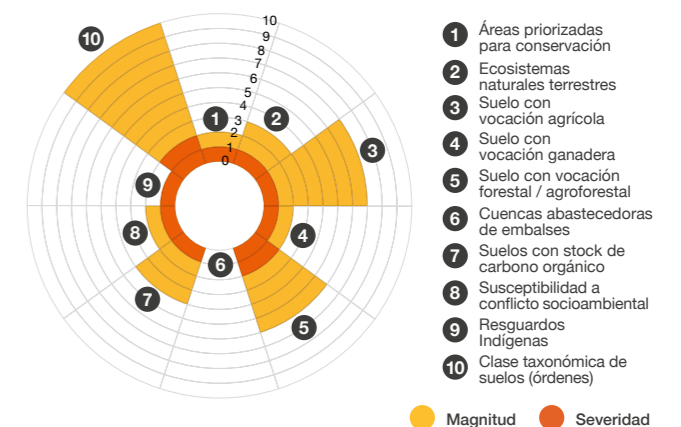 10
9
8
7
6
5
4
3
2
1
0
1
2
3
4
5
6
7
8
9
10
1 Áreas priorizadas
para conservación
2 Ecosistemas
naturales terrestres
3 Suelo con
vocación agrícola
4 Suelo con
vocación ganadera
5 Suelo con vocación
forestal / agroforestal
6 Cuencas abastecedoras
de embalses
7 Suelos con stock de
carbono orgánico
8 Susceptibilidad a
conflicto socioambiental
9 Resguardos
Indígenas
10 Clase taxonómica de
suelos (órdenes)
Magnitud Severidad